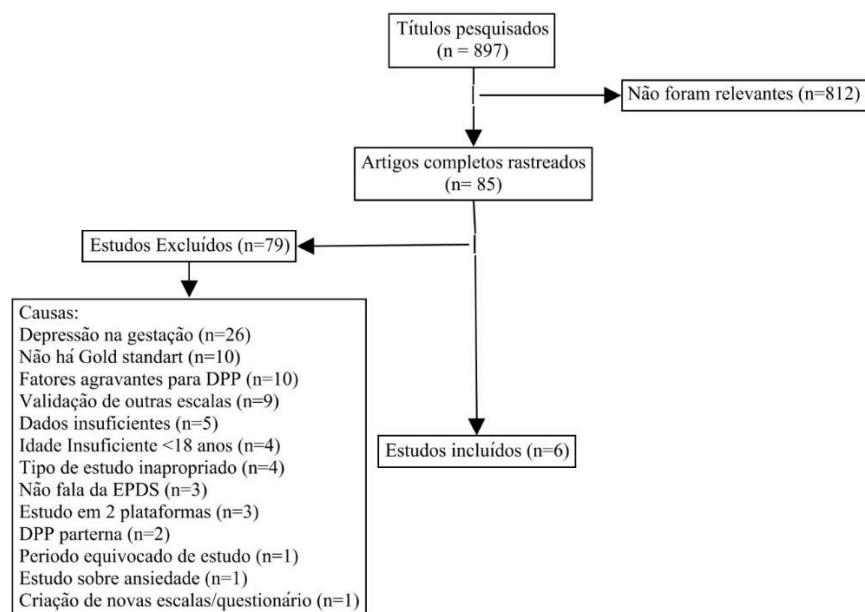 Títulos pesquisados
(n = 897)
Não foram relevantes (n=812)
Artigos completos rastreados
(n= 85)
Estudos Excluídos (n=79)
Causas:
Depressão na gestação (n=26)
Não há Gold standart (n=10)
Fatores agravantes para DPP (n=10)
Validação de outras escalas (n=9)
Dados insuficientes (n=5)
Idade Insuficiente <18 anos (n=4)
Tipo de estudo inapropriado (n=4)
Não fala da EPDS (n=3)
Estudo em 2 plataformas (n=3)
DPP parterna (n=2)
Periodo equivocado de estudo (n=1)
Estudo sobre ansiedade (n=1)
Criação de novas escalas/questionário (n=1)
Estudos incluídos (n=6)